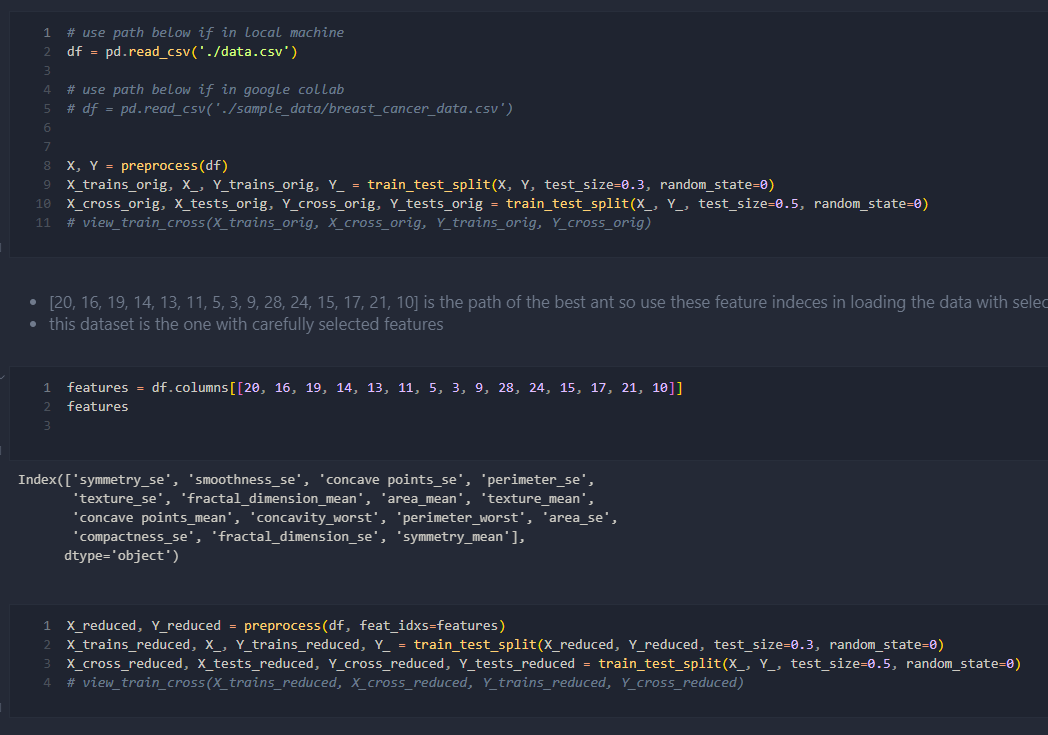 1 # use path below if in local machine
2 df = pd.read_csv('./data.csv')
3
4 # use path below if in google collab
5 # df = pd.read_csv('./sample_data/breast_cancer_data.csv')
6
7
8 X, Y = preprocess(df)
9 X_trains_orig, X_, Y_trains_orig, Y_ = train_test_split(X, Y, test_size=0.3, random_state=0)
10 X_cross_orig, X_tests_orig, Y_cross_orig, Y_tests_orig = train_test_split(X_, Y_, test_size=0.5, random_state=0)
11 # view_train_cross(X_trains_orig, X_cross_orig, Y_trains_orig, Y_cross_orig)
• [20, 16, 19, 14, 13, 11, 5, 3, 9, 28, 24, 15, 17, 21, 10] is the path of the best ant so use these feature indeces in loading the data with selec
• this dataset is the one with carefully selected features
1 features = df.columns[[20, 16, 19, 14, 13, 11, 5, 3, 9, 28, 24, 15, 17, 21, 10]]
2 features
3
Index(['symmetry_se', 'smoothness_se', 'concave points_se', 'perimeter_se',
'texture_se', 'fractal_dimension_mean', 'area_mean', 'texture_mean',
'concave points_mean', 'concavity_worst', 'perimeter_worst', 'area_se',
'compactness_se', 'fractal_dimension_se', 'symmetry_mean'],
dtype='object')
1 X_reduced, Y_reduced = preprocess(df, feat_idxs=features)
2 X_trains_reduced, X_, Y_trains_reduced, Y_ = train_test_split(X_reduced, Y_reduced, test_size=0.3, random_state=0)
3 X_cross_reduced, X_tests_reduced, Y_cross_reduced, Y_tests_reduced = train_test_split(X_, Y_, test_size=0.5, random_state=0)
4 # view_train_cross(X_trains_reduced, X_cross_reduced, Y_trains_reduced, Y_cross_reduced)